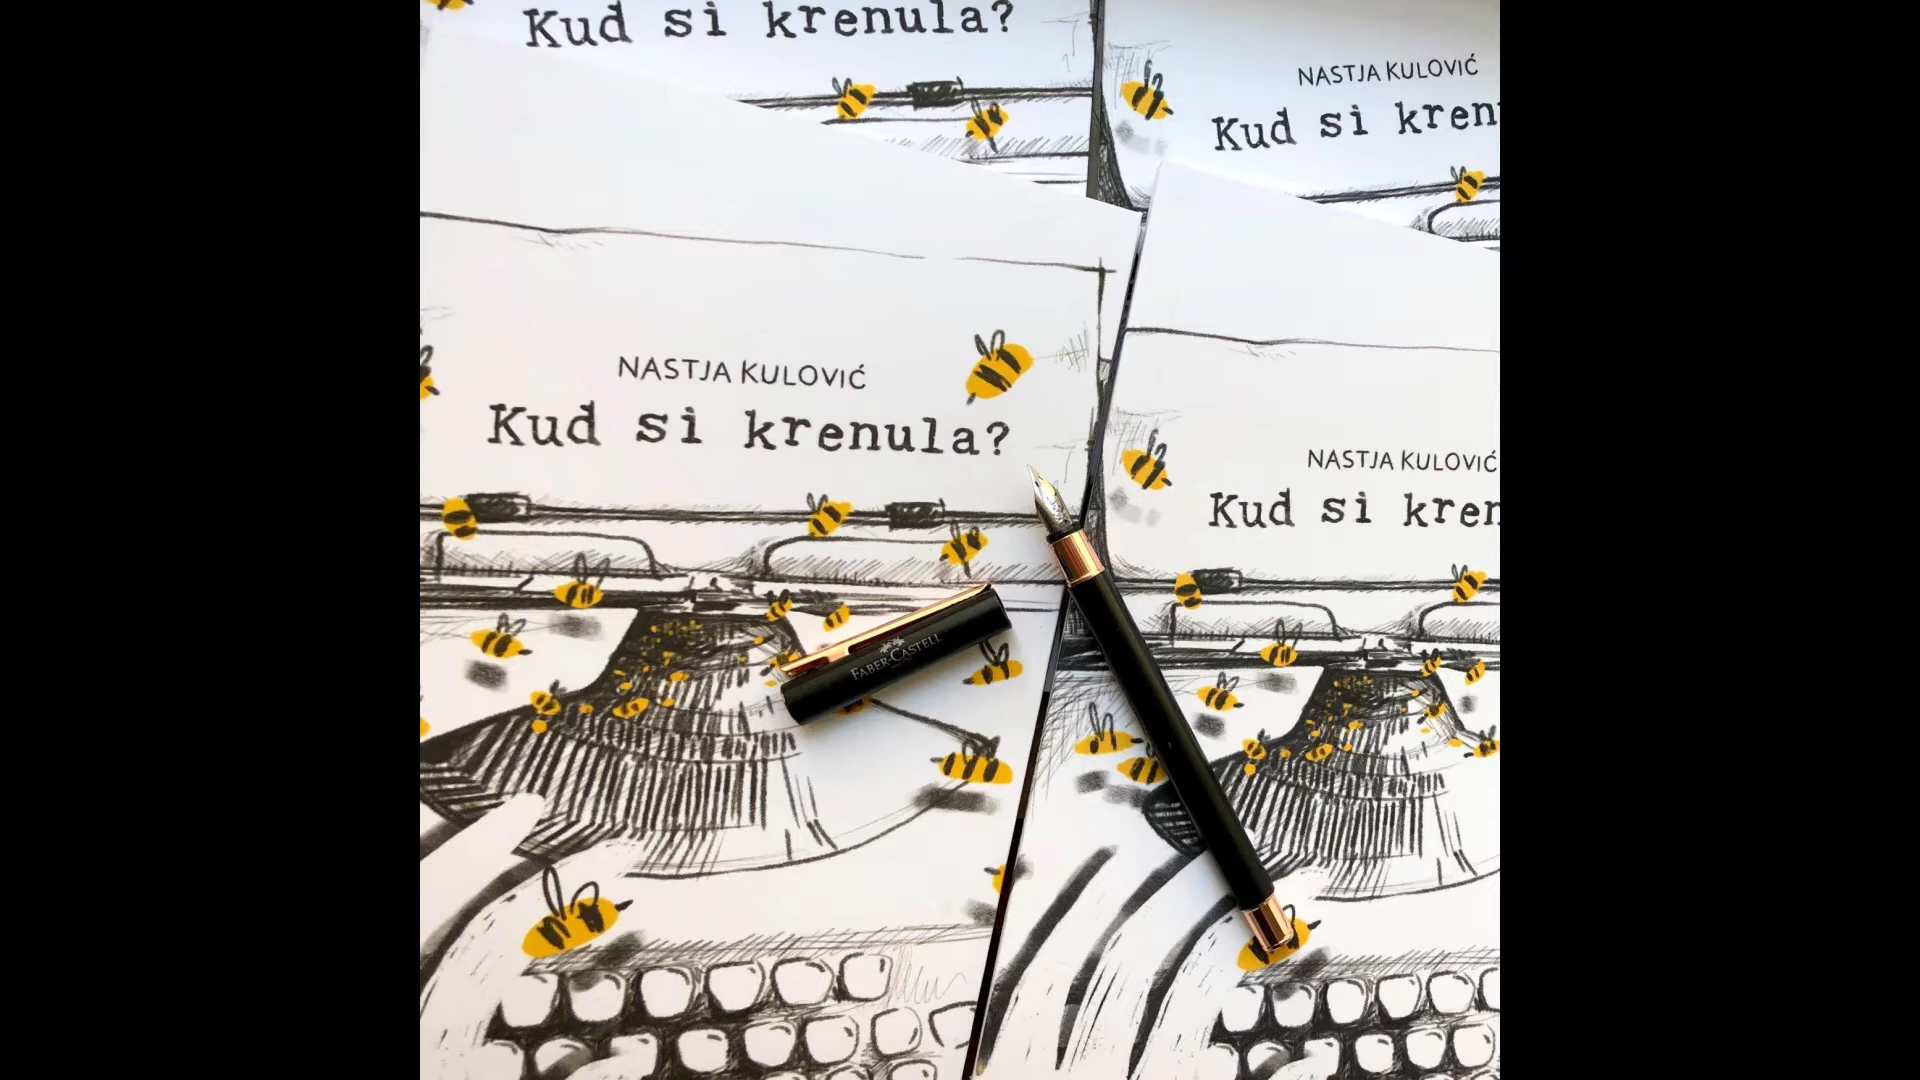 Kud si krenula?
NASTJA KULOVIĆ
Kud si kren
NASTJA KULOVIĆ
Kud si krenula?
NASTJA KULOVIĆ
Kud si kren
FABER-CASTELL